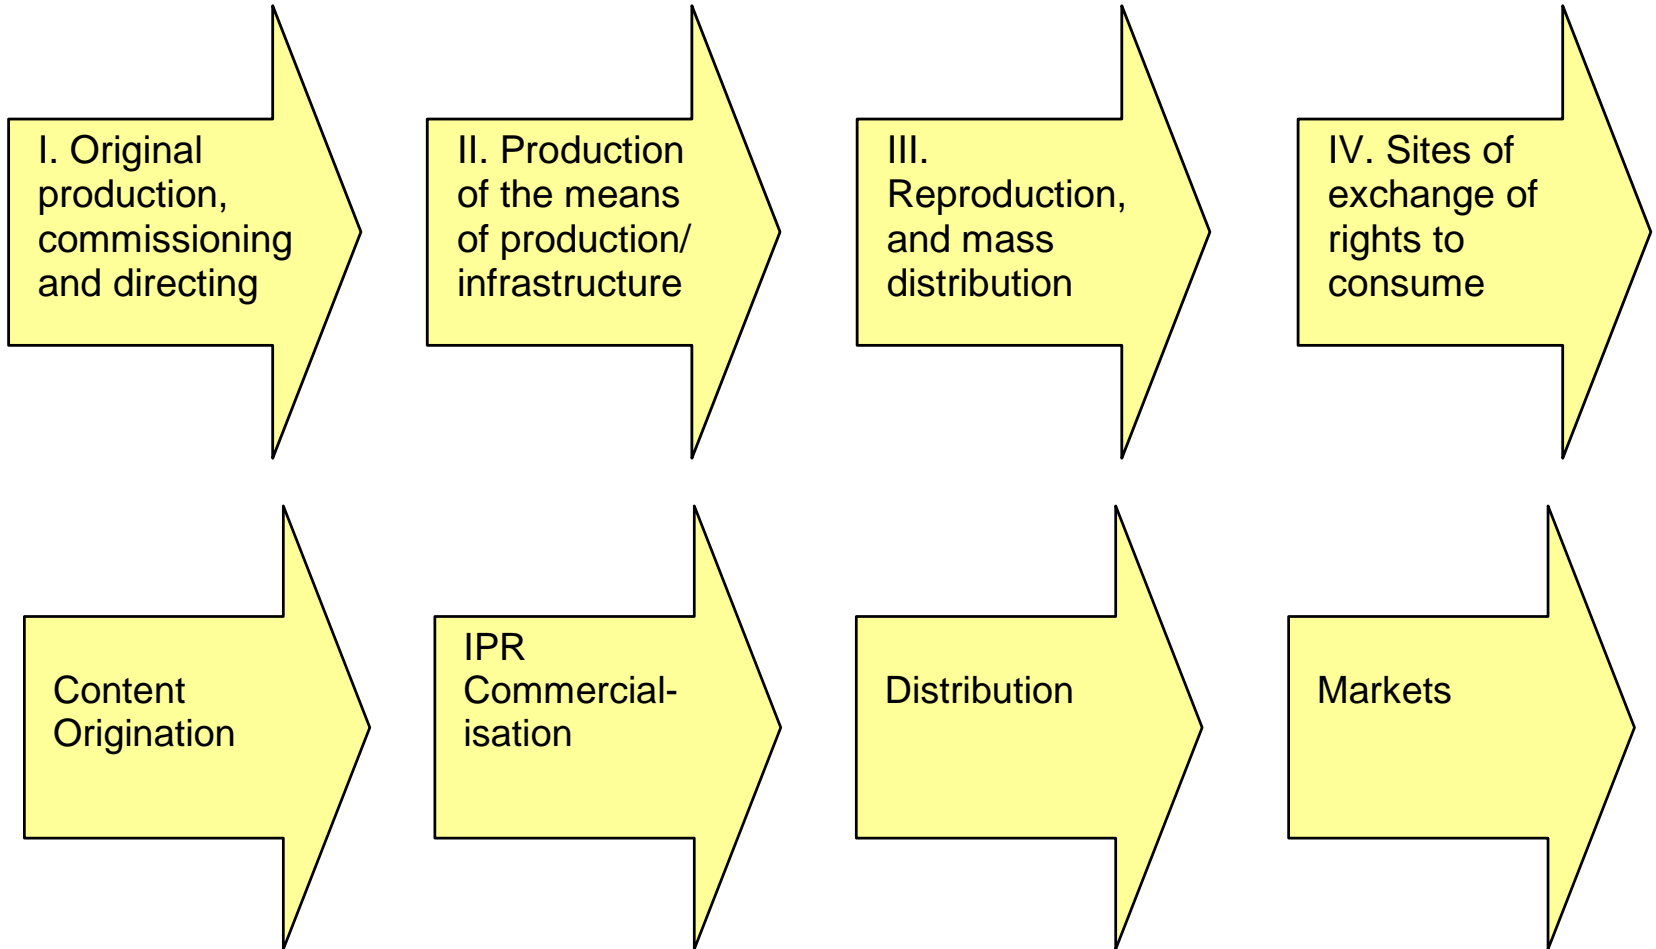 I. Original
production,
commissioning
and directing
II. Production
of the means
of production/
infrastructure
III.
Reproduction,
and mass
distribution
IV. Sites of
exchange of
rights to
consume
Content
Origination
IPR
Commercial-
isation
Distribution
Markets